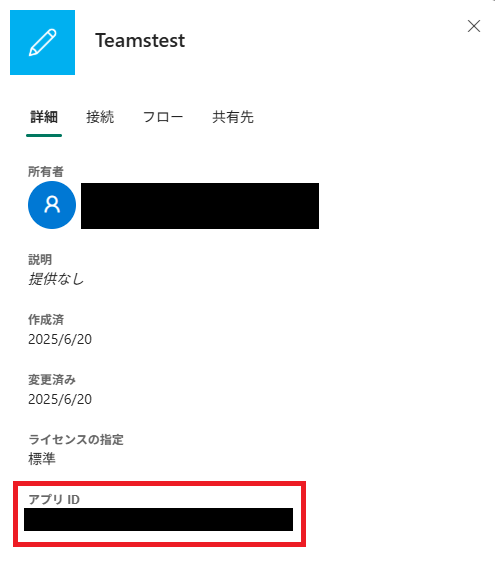 Teamstest
詳細 接続 フロー 共有先
所有者
説明
提供なし
作成済
2025/6/20
変更済み
2025/6/20
ライセンスの指定
標準
アプリ ID